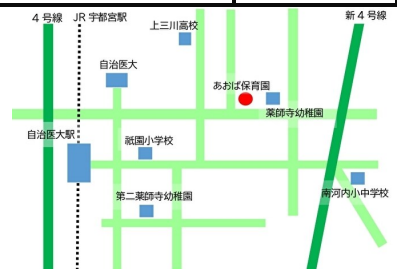 4号線
JR 宇都宮駅
新4号線
上三川高校
自治医大
あおば保育園
薬師寺幼稚園
自治医大駅
祇園小学校
南河内小中学校
第二薬師寺幼稚園